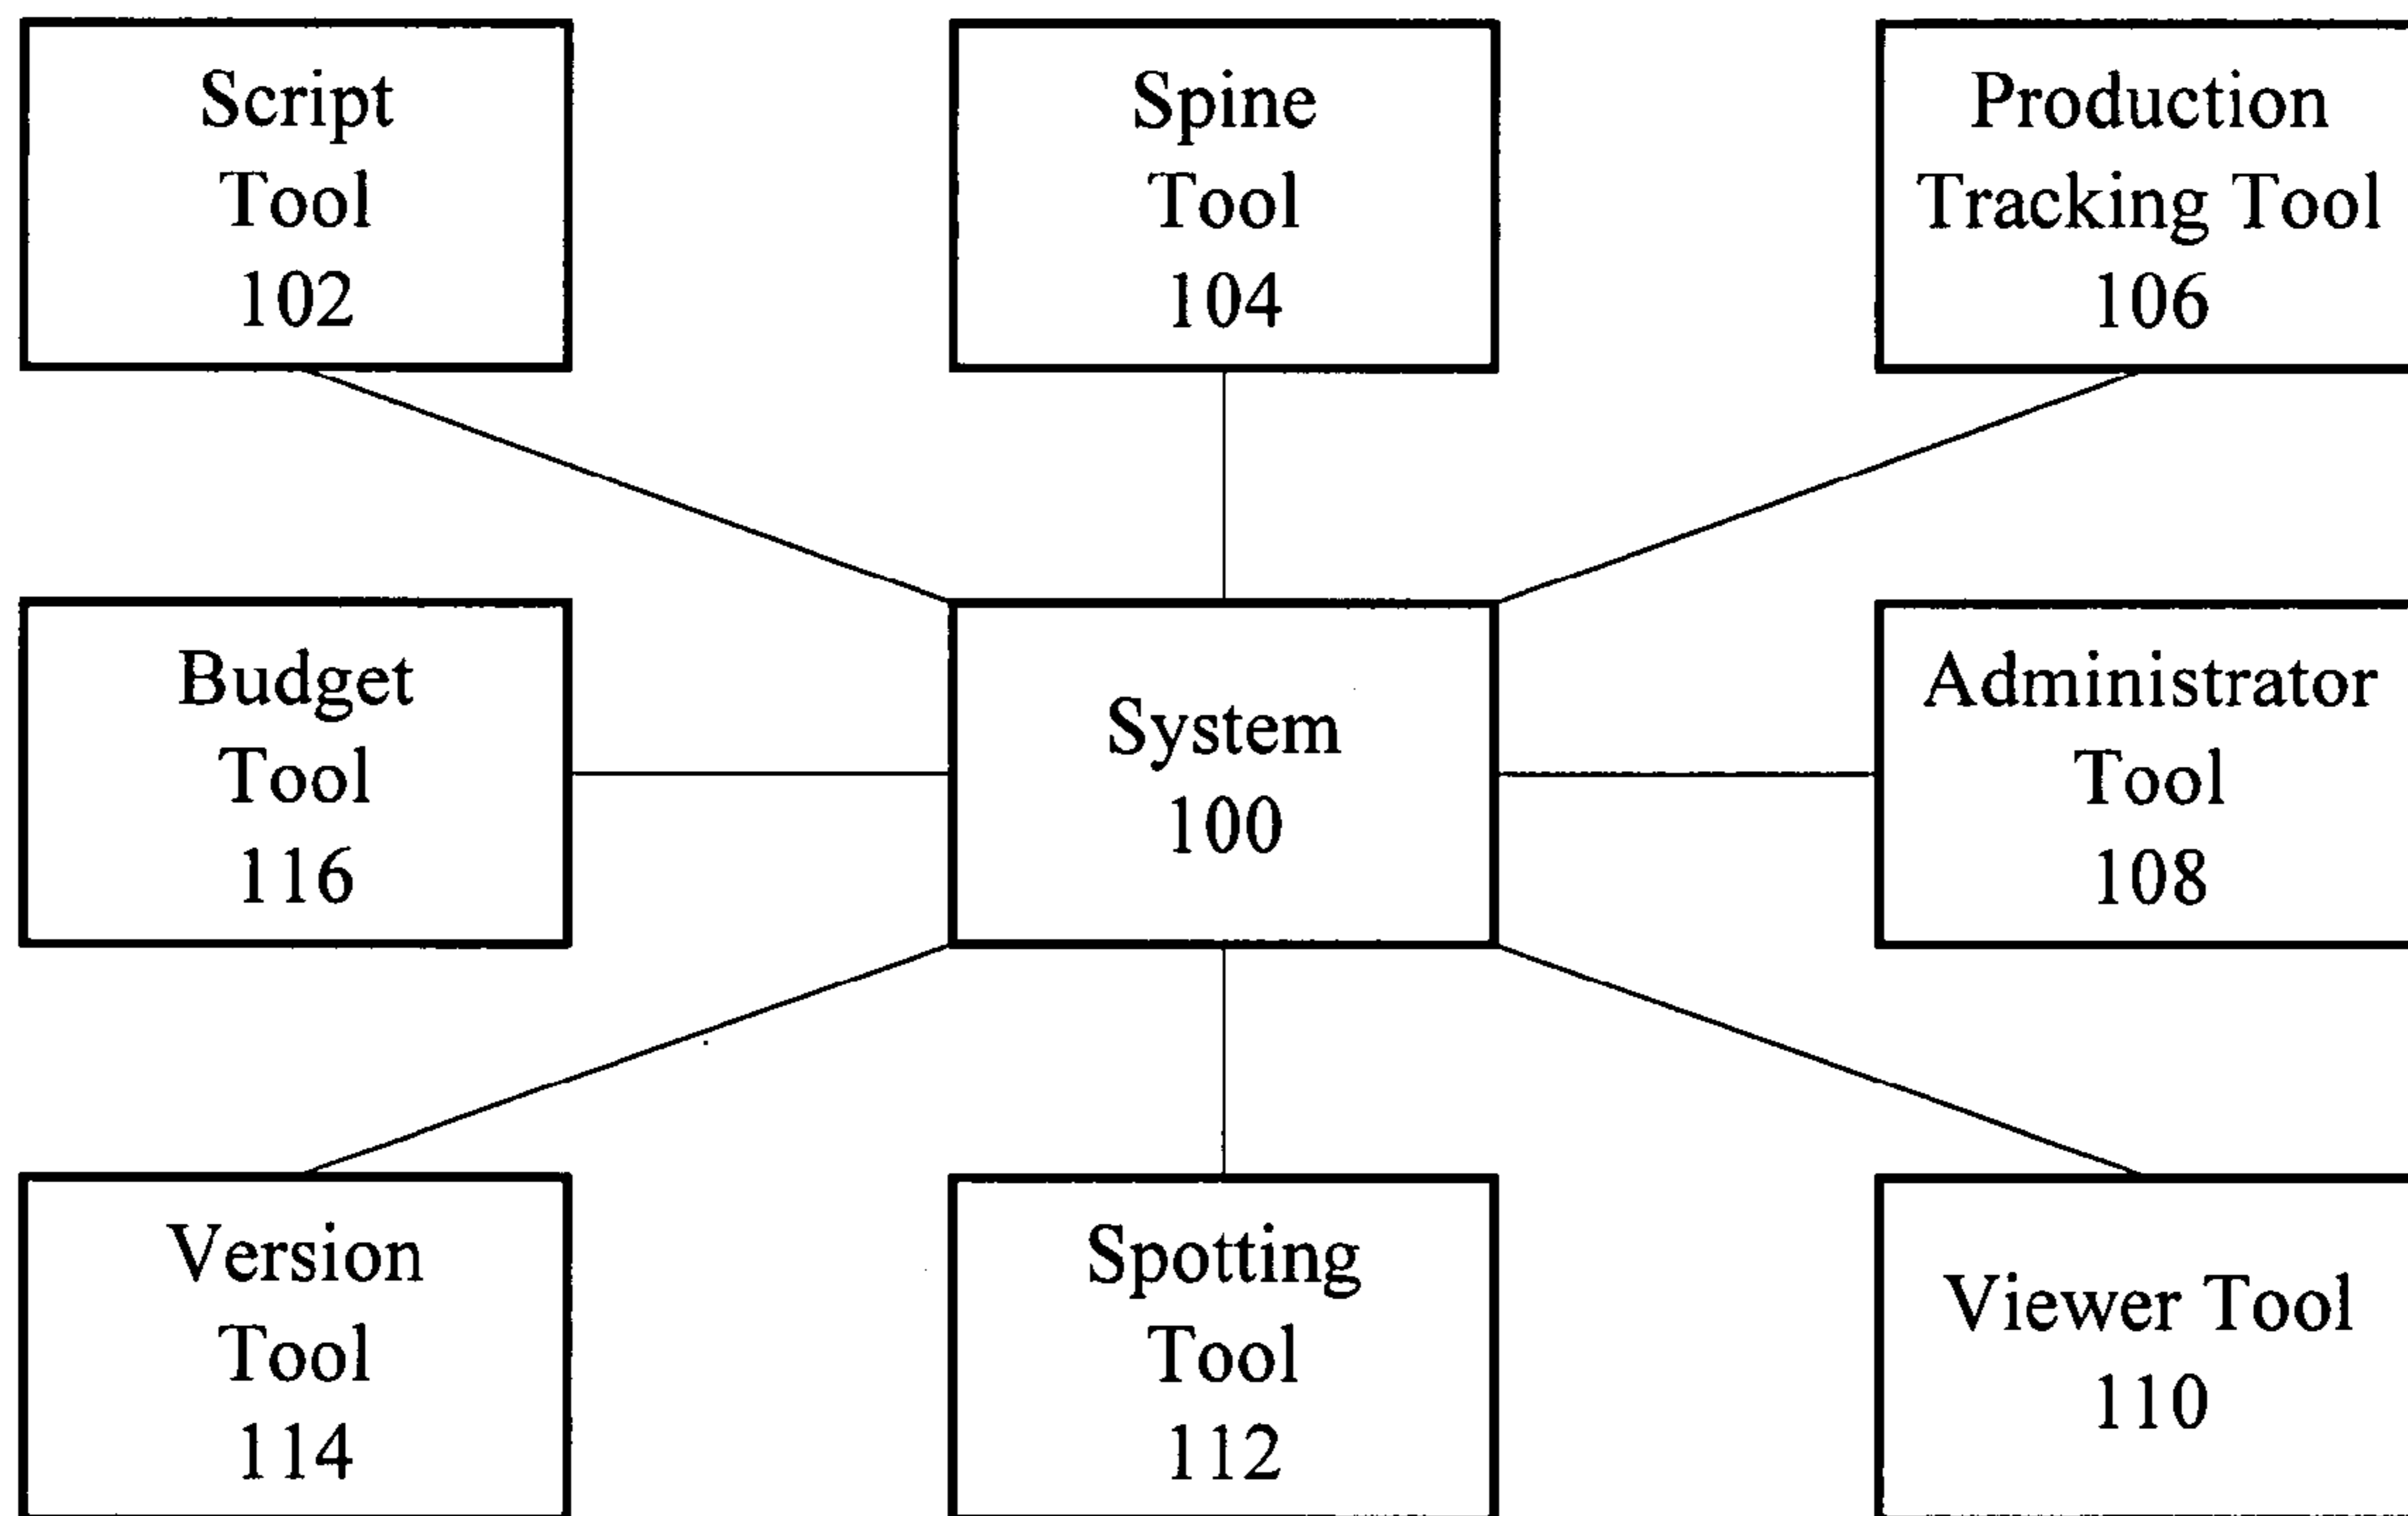 Script
Tool
102
Spine
Tool
104
Production
Tracking Tool
106
Budget
Tool
116
System
100
Administrator
Tool
108
Version
Tool
114
Spotting
Tool
112
Viewer Tool
110